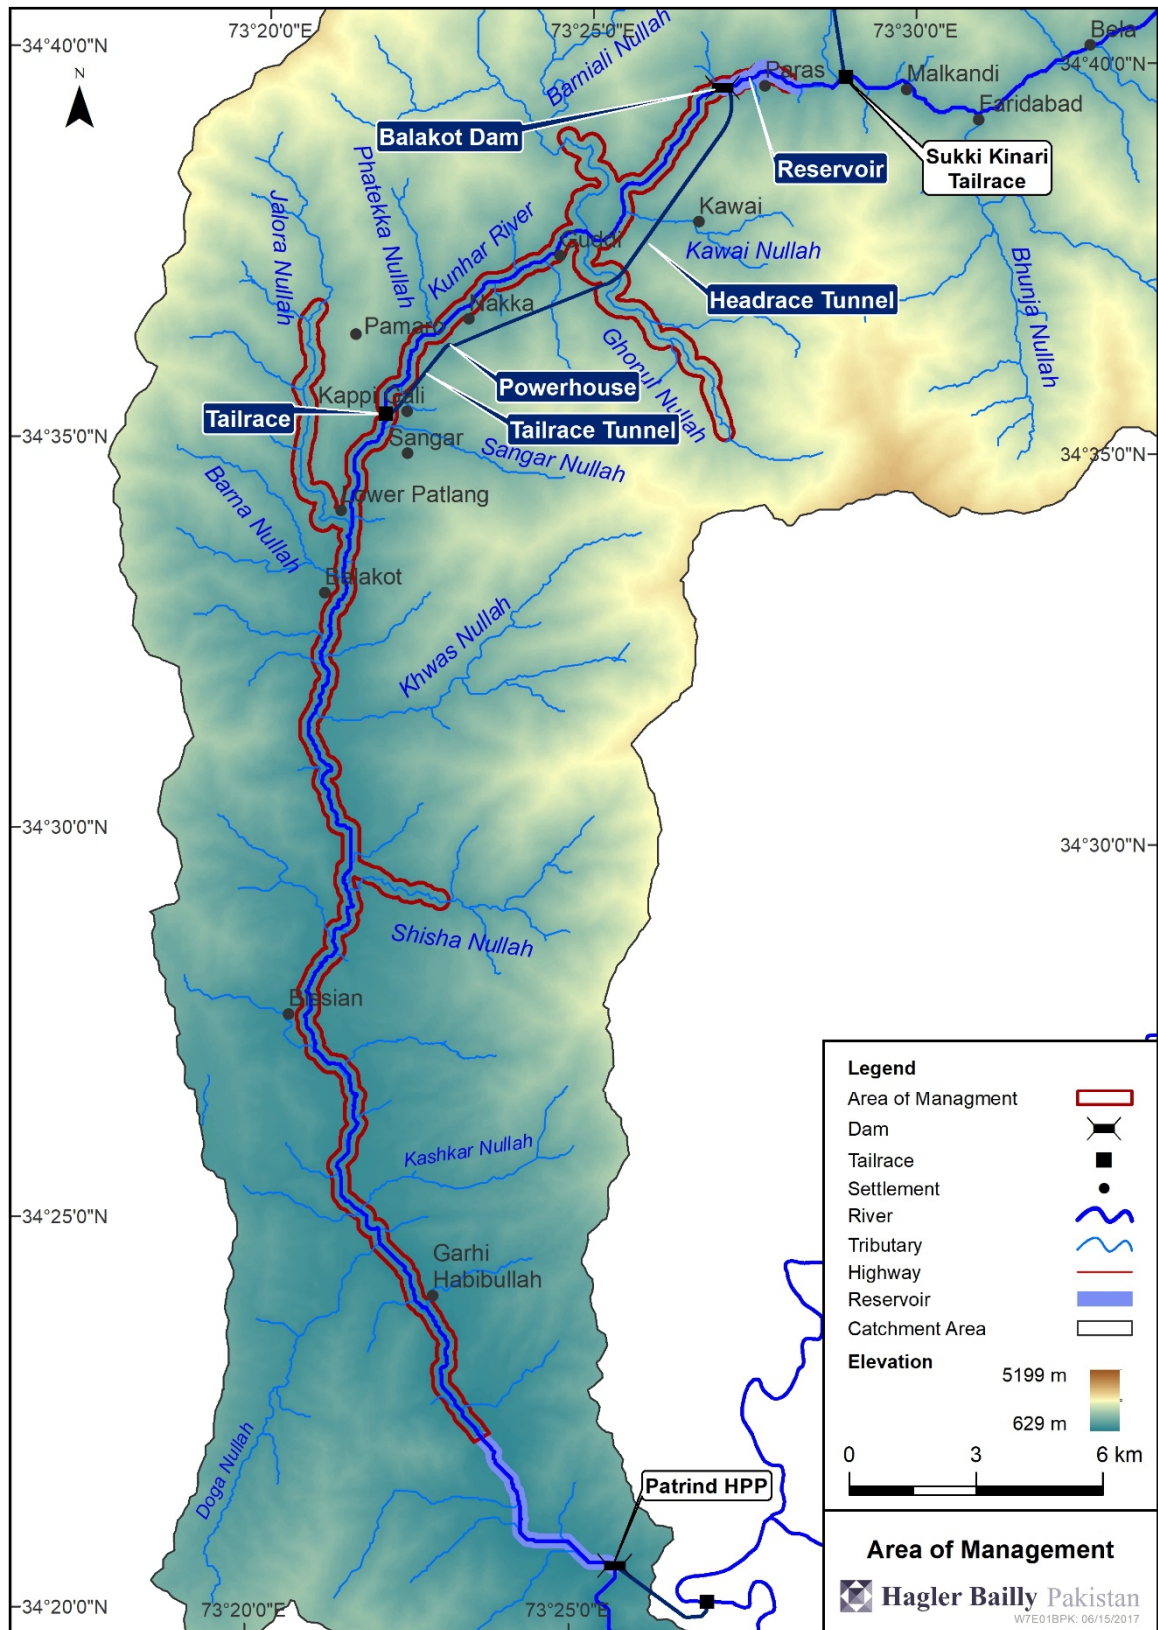 73°20'0"E
73°25'0"E
73°30'0"E
34°40'0"N
34°40'0"N
N
Barniali Nullah
Bela
Paras
Malkandi
Faridabad
Balakot Dam
Reservoir
Sukki Kinari
Tailrace
Phatekka Nullah
Jalora Nullah
Kunhar River
Kawai
Guddi
Kawai Nullah
Bhunja Nullah
Headrace Tunnel
Nakka
Pamaro
Ghonul Nullah
Powerhouse
Kappi Gali
Tailrace
Tailrace Tunnel
Sangar
34°35'0"N
34°35'0"N
Sangar Nullah
Barna Nullah
Lower Patlang
Balakot
Khwas Nullah
34°30'0"N
34°30'0"N
Shisha Nullah
Bissian
Kashkar Nullah
34°25'0"N
Garhi
Habibullah
Doga Nullah
Patrind HPP
34°20'0"N
73°20'0"E
73°25'0"E
Legend
Area of Managment
Dam
Tailrace
Settlement
River
Tributary
Highway
Reservoir
Catchment Area
Elevation
5199 m
629 m
0 3 6 km
Area of Management
Hagler Bailly Pakistan
W7E01BPK: 06/15/2017